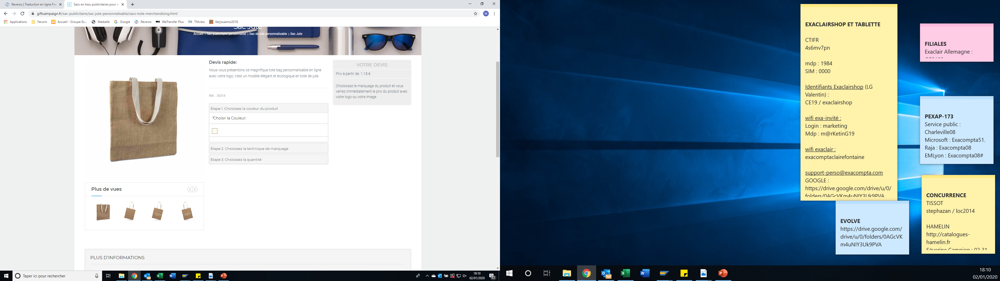 Reverso | Traduction en ligne Fra
Sacs en tissu publicitaires pour e
giftcampaign.fr/sac-publicitaire/sac-jute-personnalisable/sacs-toile-merchandising.html
M
Applications
Favoris
Accueil - Groupe Ex...
Medialib
Google
Reverso
WeTransfer Plus
TMview
Kerjouanno2018
Sac Jute
Accueil > Sac publicitaire personnalisé > Sac de jute personnalisable > Sac Jute
Devis rapide:
Nous vous présentons ce magnifique tote bag personnalisable en ligne
avec votre logo, c'est un modèle élégant et écologique en toile de jute.
Réf.: 30314
Étape 1. Choisissez la couleur du produit
*Choisir la Couleur:
Étape 2. Choisissez la technique de marquage
Étape 3. Choisissez la quantité
VOTRE DEVIS
Prix à partir de: 1.18 €
Choisissez le marquage du produit et vous
verrez immédiatement le prix du produit avec
votre logo ou votre image.
Plus de vues
PLUS D'INFORMATIONS
Taper ici pour rechercher
18:10
02/01/2020
22
EXACLAIRSHOP ET TABLETTE
CTIFR
4s6mv7pn
mdp : 1984
SIM : 0000
Identifiants Exaclairshop (LG
Valentin) :
CE19 / exaclairshop
wifi exa-invité :
Login : marketing
Mdp : m@rKetinG19
wifi exaclair :
exacomptaclairefontaine
support-perso@exacompta.com
GOOGLE :
https://drive.google.com/drive/u/0/
folders/0AGcVKm4uNIY3Uk9PVA
FILIALES
Exaclair Allemagne :
PEXAP-173
Service public :
Charleville08
Microsoft : Exacompta51.
Raja : Exacompta08
EMLyon : Exacompta08#
EVOLVE
https://drive.google.com/
drive/u/0/folders/0AGcVK
m4uNIY3Uk9PVA
CONCURRENCE
TISSOT
stephazan / loc2014
HAMELIN
http://catalogues-
hamelin.fr
Séverine Campion : 02 31
18:10
02/01/2020